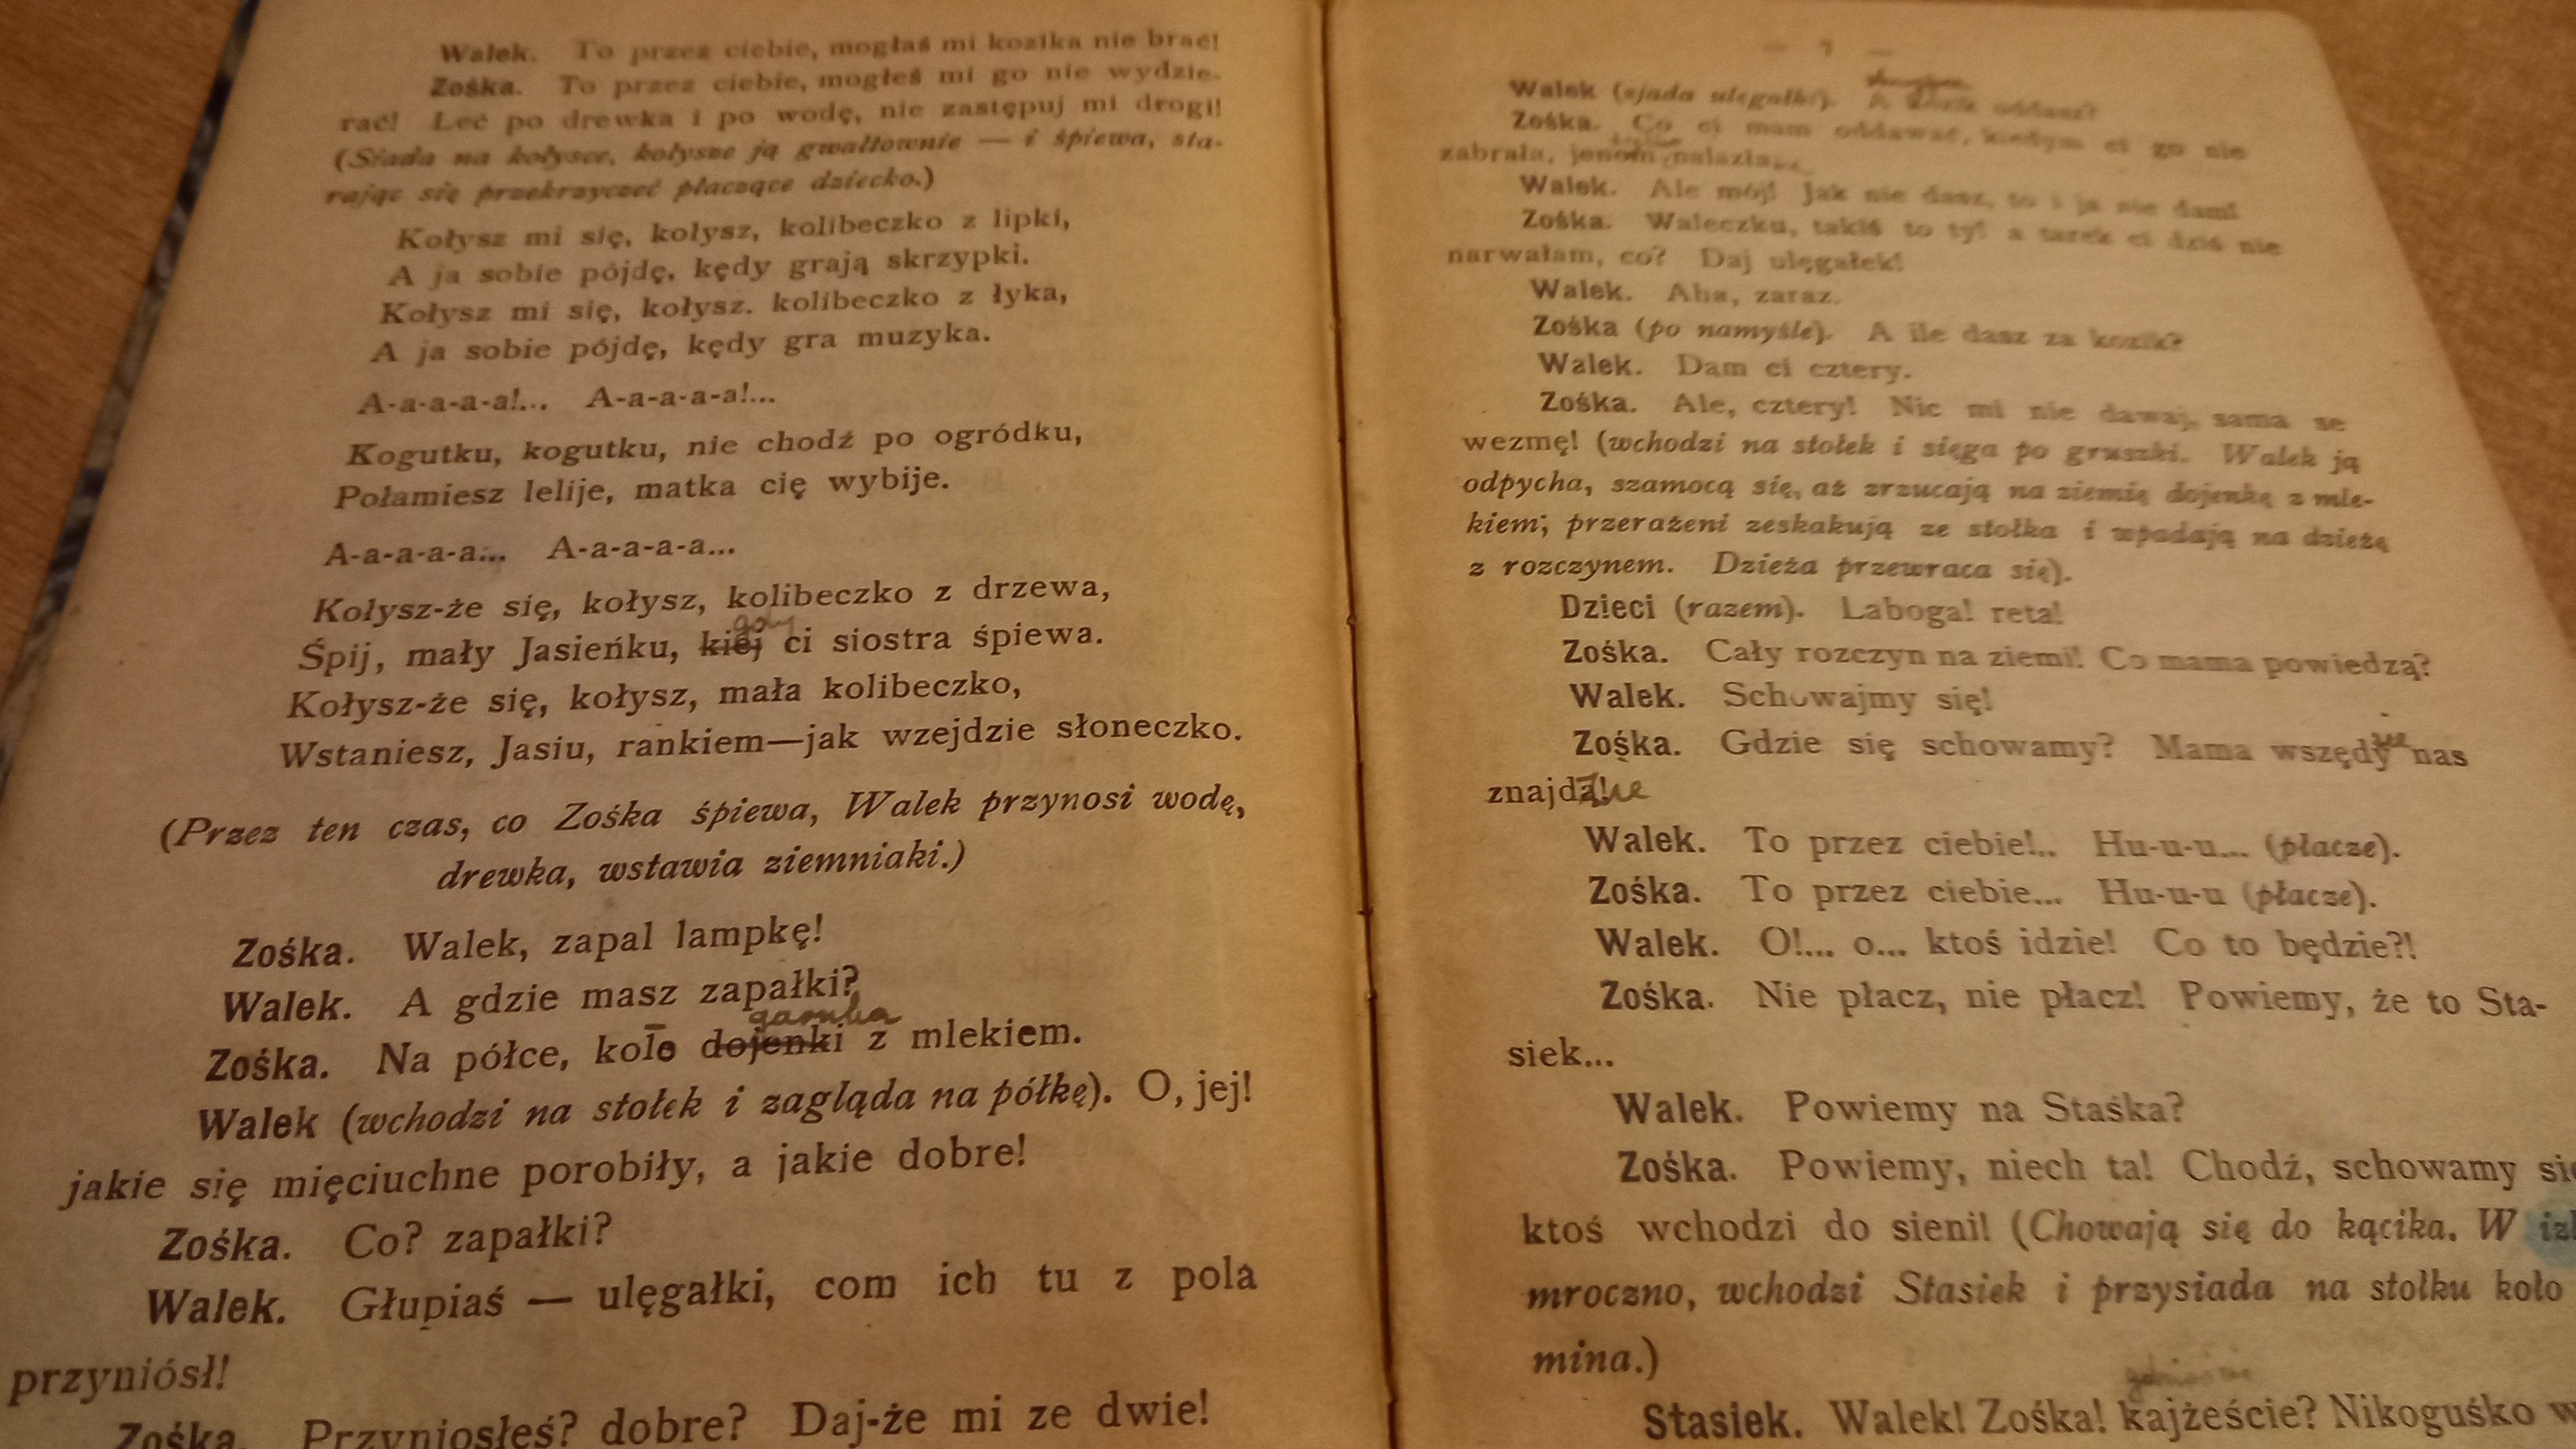 Walek. To przez ciebie, mogłaś mi kozika nie brać!
Zośka. To przez ciebie, mogłeś mi go nie wydzie-
rać! Leć po drewka i po wodę, nie zastępuj mi drogi!
(Siada na kołysce, kołysze ją gwałtownie — i śpiewa, sta-
rając się przekrzyczeć płaczące dziecko.)
Kołysz mi się, kołysz, kolibeczko z lipki,
A ja sobie pójdę, kędy grają skrzypki.
Kołysz mi się, kołysz. kolibeczko z łyka,
A ja sobie pójdę, kędy gra muzyka.
A-a-a-a-a!... A-a-a-a-a!...
Kogutku, kogutku, nie chodź po ogródku,
Połamiesz lelije, matka cię wybije.
A-a-a-a-a... A-a-a-a-a...
Kołysz-że się, kołysz, kolibeczko z drzewa,
gdy
Śpij, mały Jasieńku, kiej ci siostra śpiewa.
Kołysz-że się, kołysz, mała kolibeczko,
Wstaniesz, Jasiu, rankiem—jak wzejdzie słoneczko.
(Przez ten czas, co Zośka śpiewa, Walek przynosi wodę,
drewka, wstawia ziemniaki.)
Zośka. Walek, zapal lampkę!
Walek. A gdzie masz zapałki?
garnka
Zośka. Na półce, kolo dojenki z mlekiem.
Walek (wchodzi na stołek i zagląda na półkę). O, jej!
jakie się mięciuchne porobiły, a jakie dobre!
Zośka. Co? zapałki?
Walek. Głupiaś — ulęgałki, com ich tu z pola
przyniósł!
Zośka. Przyniosłeś? dobre? Daj-że mi ze dwie!
— 7 —
Walek (zjada ulęgałki). A kozik oddasz?
Zośka. Co ci mam oddawać, kiedym ci go nie
zabrała, jenom nalazła
Walek. Ale mój! Jak nie dasz, to i ja nie dam!
Zośka. Waleczku, takiś to ty! a tarek ci dziś nie
narwałam, co? Daj ulęgałek!
Walek. Aha, zaraz.
Zośka (po namyśle). A ile dasz za kozik?
Walek. Dam ci cztery.
Zośka. Ale, cztery! Nic mi nie dawaj, sama se
wezmę! (wchodzi na stołek i sięga po gruszki. Walek ją
odpycha, szamocą się, aż zrzucają na ziemię dojenkę z mle-
kiem; przerażeni zeskakują ze stołka i wpadają na dzieżę
z rozczynem. Dzieża przewraca się).
Dzieci (razem). Laboga! reta!
Zośka. Cały rozczyn na ziemi! Co mama powiedzą?
Walek. Schowajmy się!
Zośka. Gdzie się schowamy? Mama wszędy nas
znajdą!
Walek. To przez ciebie!.. Hu-u-u... (płacze).
Zośka. To przez ciebie... Hu-u-u (płacze).
Walek. O!... o... ktoś idzie! Co to będzie?!
Zośka. Nie płacz, nie płacz! Powiemy, że to Sta-
siek...
Walek. Powiemy na Staśka?
Zośka. Powiemy, niech ta! Chodź, schowamy się
ktoś wchodzi do sieni! (Chowają się do kącika. W izb
mroczno, wchodzi Stasiek i przysiada na stołku koło
mina.)
Stasiek. Walek! Zośka! kajżeście? Nikoguśko w